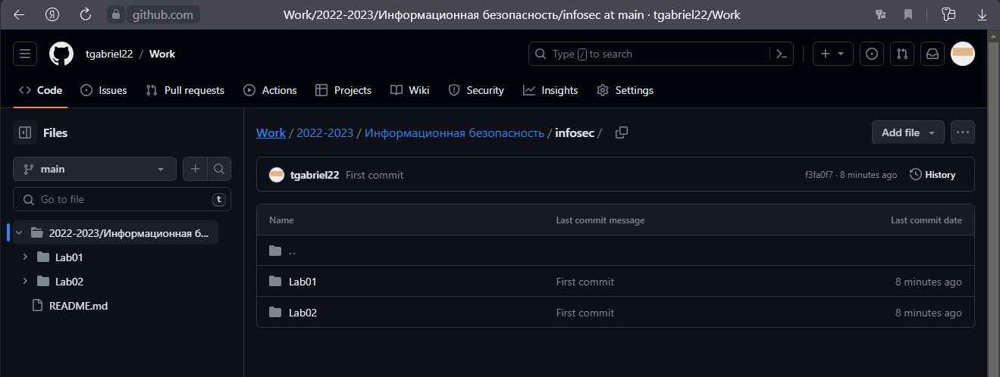 github.com Work/2022-2023/Информационная безопасность/infosec at main · tgabriel22/Work
tgabriel22 / Work Type / to search
Code Issues Pull requests Actions Projects Wiki Security Insights Settings
Files
main
Go to file t
2022-2023/Информационная б...
Lab01
Lab02
README.md
Work / 2022-2023 / Информационная безопасность / infosec / Add file ...
tgabriel22 First commit f3fa0f7 · 8 minutes ago History
Name Last commit message Last commit date
..
Lab01 First commit 8 minutes ago
Lab02 First commit 8 minutes ago